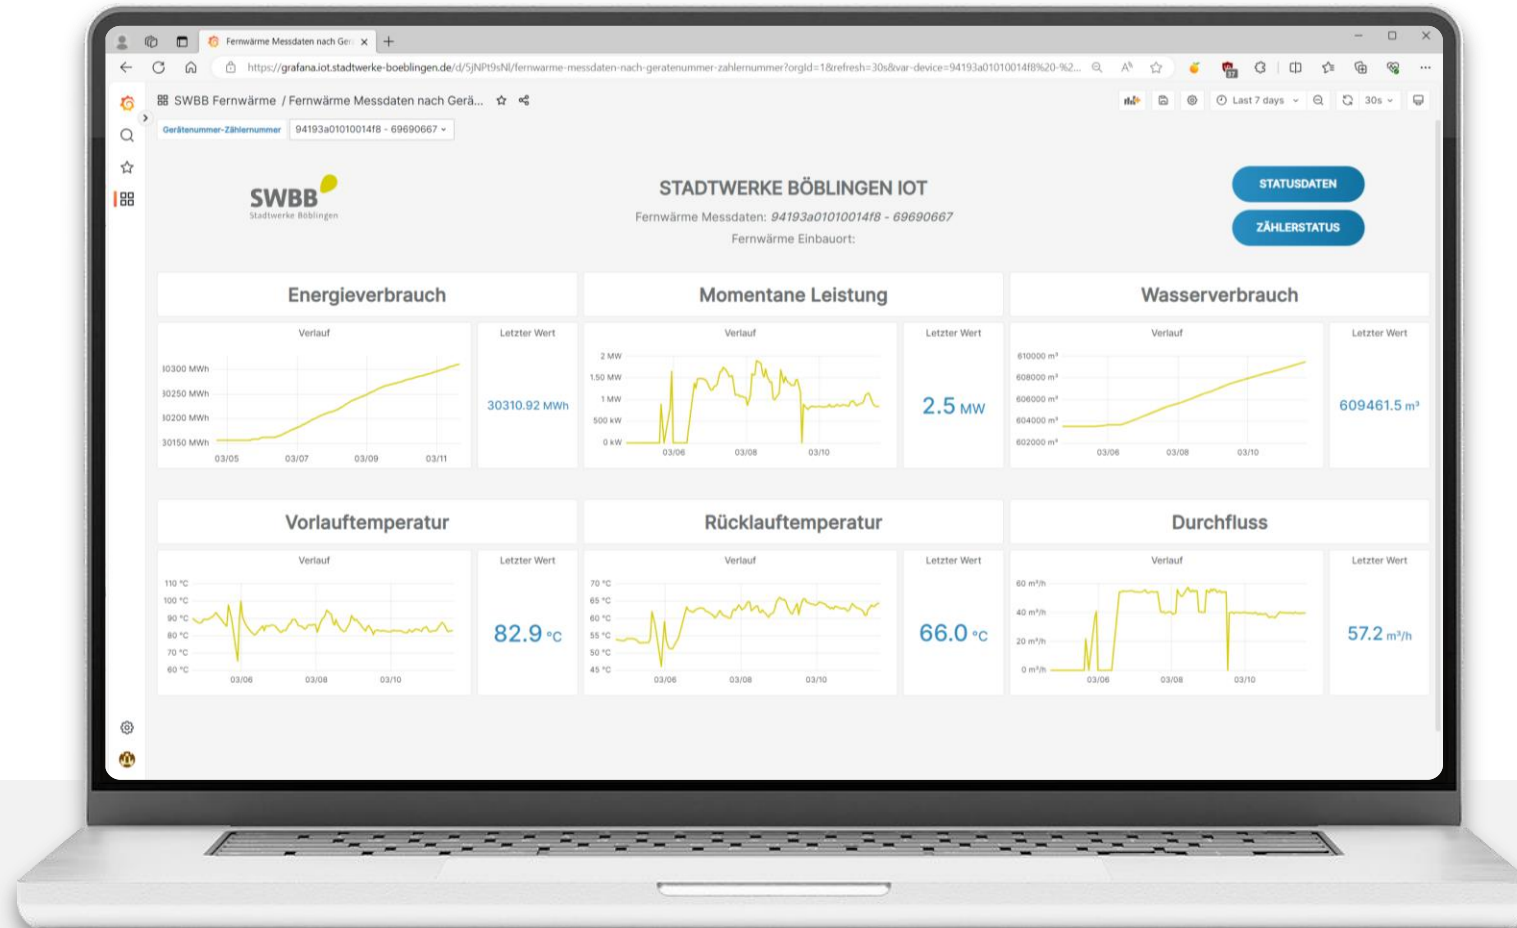 Fernwärme Messdaten nach Ger
https://grafana.iot.stadtwerke-boeblingen.de/d/5jNPt9sNl/fernwarme-messdaten-nach-geratenummer-zahlernummer?orgId=1&refresh=30s&var-device=94193a01010014f8%20-%2...
SWBB Fernwärme / Fernwärme Messdaten nach Gerä...
Last 7 days
30s
Gerätenummer-Zählernummer 94193a01010014f8 - 69690667
SWBB
Stadtwerke Böblingen
STADTWERKE BÖBLINGEN IOT
Fernwärme Messdaten: 94193a01010014f8 - 69690667
Fernwärme Einbauort:
STATUSDATEN
ZÄHLERSTATUS
Energieverbrauch
Verlauf
30300 MWh
30250 MWh
30200 MWh
30150 MWh
03/05 03/07 03/09 03/11
Letzter Wert
30310.92 MWh
Momentane Leistung
Verlauf
2 MW
1.50 MW
1 MW
500 kW
0 kW
03/06 03/08 03/10
Letzter Wert
2.5 MW
Wasserverbrauch
Verlauf
610000 m³
608000 m³
606000 m³
604000 m³
602000 m³
03/06 03/08 03/10
Letzter Wert
609461.5 m³
Vorlauftemperatur
Verlauf
110 °C
100 °C
90 °C
80 °C
70 °C
60 °C
03/06 03/08 03/10
Letzter Wert
82.9 °C
Rücklauftemperatur
Verlauf
70 °C
65 °C
60 °C
55 °C
50 °C
45 °C
03/06 03/08 03/10
Letzter Wert
66.0 °C
Durchfluss
Verlauf
60 m³/h
40 m³/h
20 m³/h
0 m³/h
03/06 03/08 03/10
Letzter Wert
57.2 m³/h